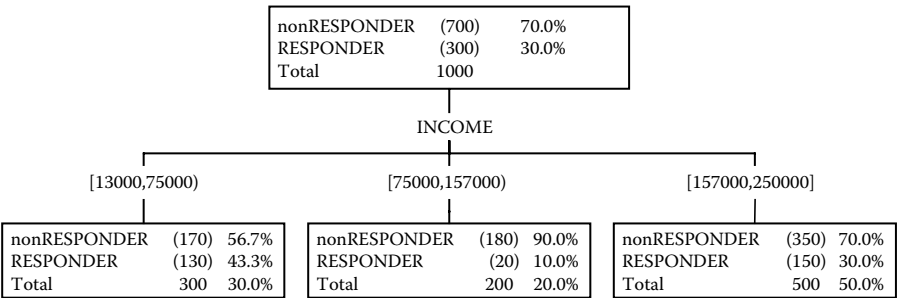 nonRESPONDER (700) 70.0%
RESPONDER (300) 30.0%
Total 1000
INCOME
[13000,75000)
[75000,157000)
[157000,250000]
nonRESPONDER (170) 56.7%
RESPONDER (130) 43.3%
Total 300 30.0%
nonRESPONDER (180) 90.0%
RESPONDER (20) 10.0%
Total 200 20.0%
nonRESPONDER (350) 70.0%
RESPONDER (150) 30.0%
Total 500 50.0%